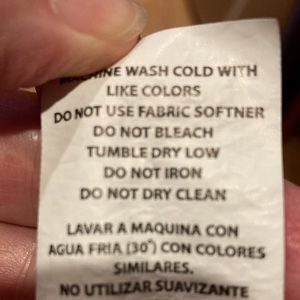 MACHINE WASH COLD WITH
LIKE COLORS
DO NOT USE FABRIC SOFTNER
DO NOT BLEACH
TUMBLE DRY LOW
DO NOT IRON
DO NOT DRY CLEAN
LAVAR A MAQUINA CON
AGUA FRIA (30°) CON COLORES
SIMILARES.
NO UTILIZAR SUAVIZANTE